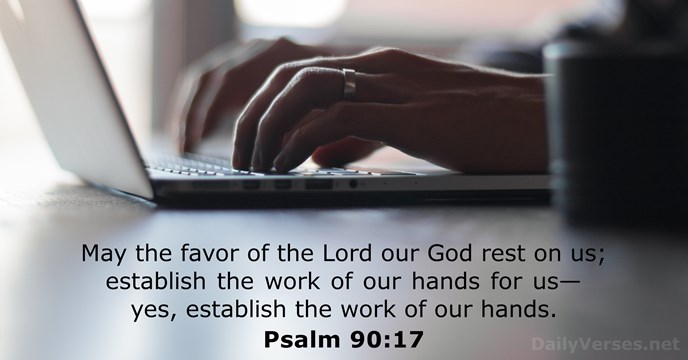 May the favor of the Lord our God rest on us;
establish the work of our hands for us—
yes, establish the work of our hands.
Psalm 90:17
DailyVerses.net